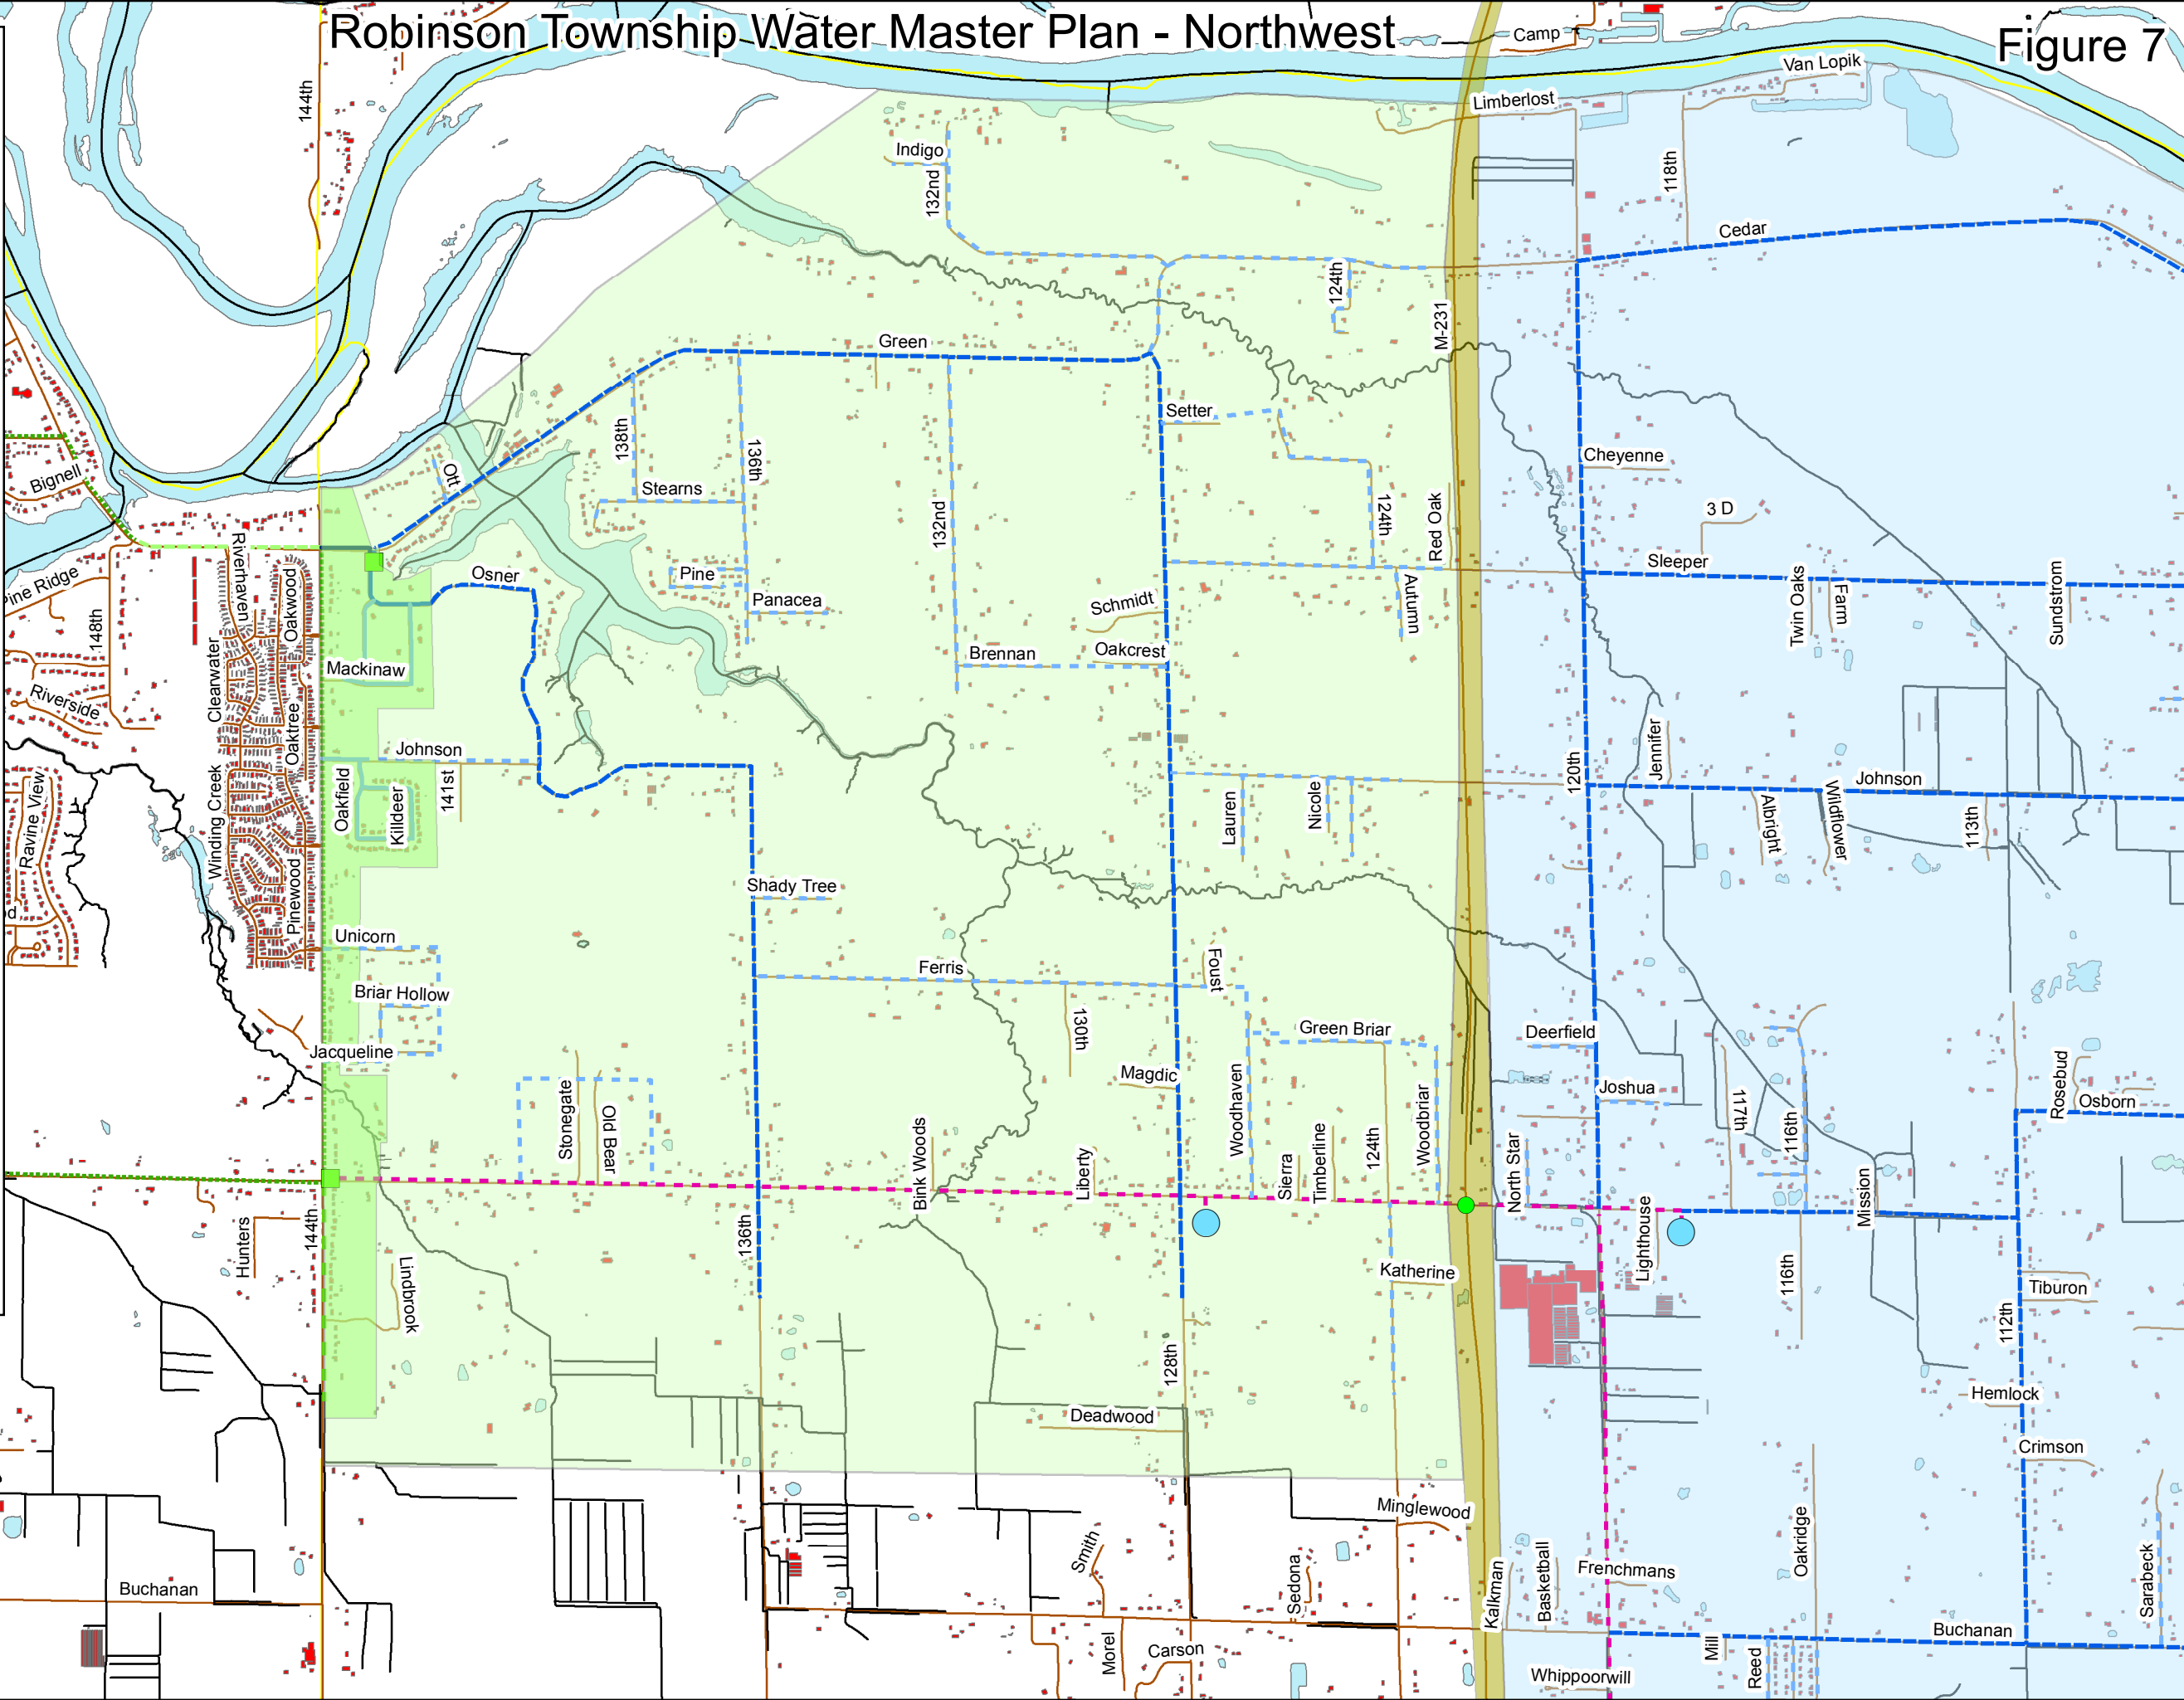 Robinson Township Water Master Plan - Northwest
Figure 7
Camp
Van Lopik
Limberlost
144th
Indigo
132nd
118th
Cedar
124th
M-231
Green
Setter
138th
136th
Ott
Stearns
Cheyenne
Bignell
132nd
124th
Red Oak
3 D
Riverhaven
Oakwood
Osner
Pine
Panacea
Schmidt
Autumn
Sleeper
Twin Oaks
Farm
Sundstrom
148th
Clearwater
Mackinaw
Brennan
Oakcrest
Riverside
Oaktree
Johnson
Jennifer
120th
Johnson
Winding Creek
Ravine View
Oakfield
Killdeer
141st
Lauren
Nicole
Albright
Wildflower
113th
Pinewood
Shady Tree
Unicorn
Ferris
Foust
Briar Hollow
130th
Green Briar
Deerfield
Jacqueline
Magdic
Joshua
Rosebud
Osborn
Stonegate
Old Bear
Woodhaven
Woodbriar
117th
116th
Bink Woods
Liberty
Sierra
Timberline
124th
North Star
Mission
Hunters
144th
136th
Lighthouse
Lindbrook
Katherine
116th
Tiburon
112th
128th
Hemlock
Deadwood
Crimson
Minglewood
Smith
Sedona
Kalkman
Basketball
Frenchmans
Oakridge
Sarabeck
Buchanan
Buchanan
Morel
Carson
Mill
Reed
Whippoorwill